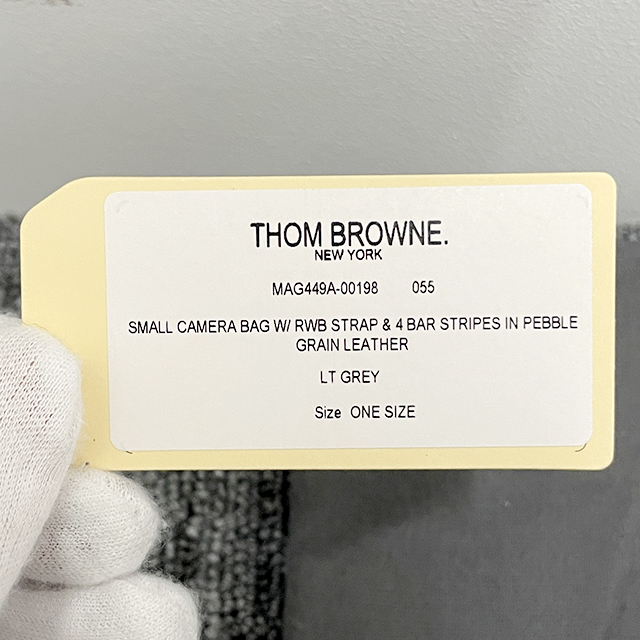 THOM BROWNE.
NEW YORK
MAG449A-00198 055
SMALL CAMERA BAG W/ RWB STRAP & 4 BAR STRIPES IN PEBBLE
GRAIN LEATHER
LT GREY
Size ONE SIZE